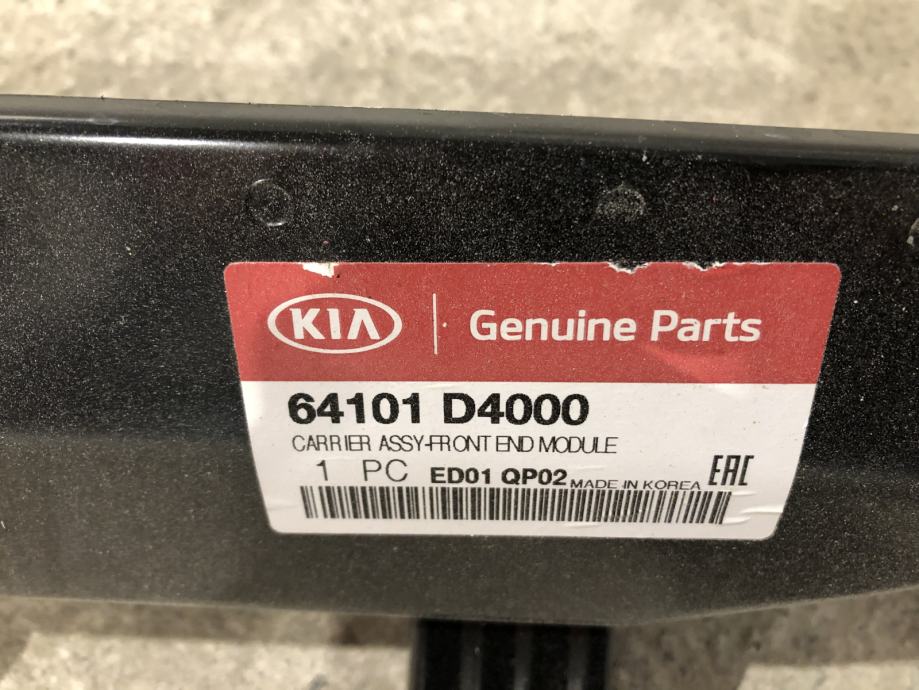 KIA Genuine Parts
64101 D4000
CARRIER ASSY-FRONT END MODULE
1 PC ED01 QP02 MADE IN KOREA EAC